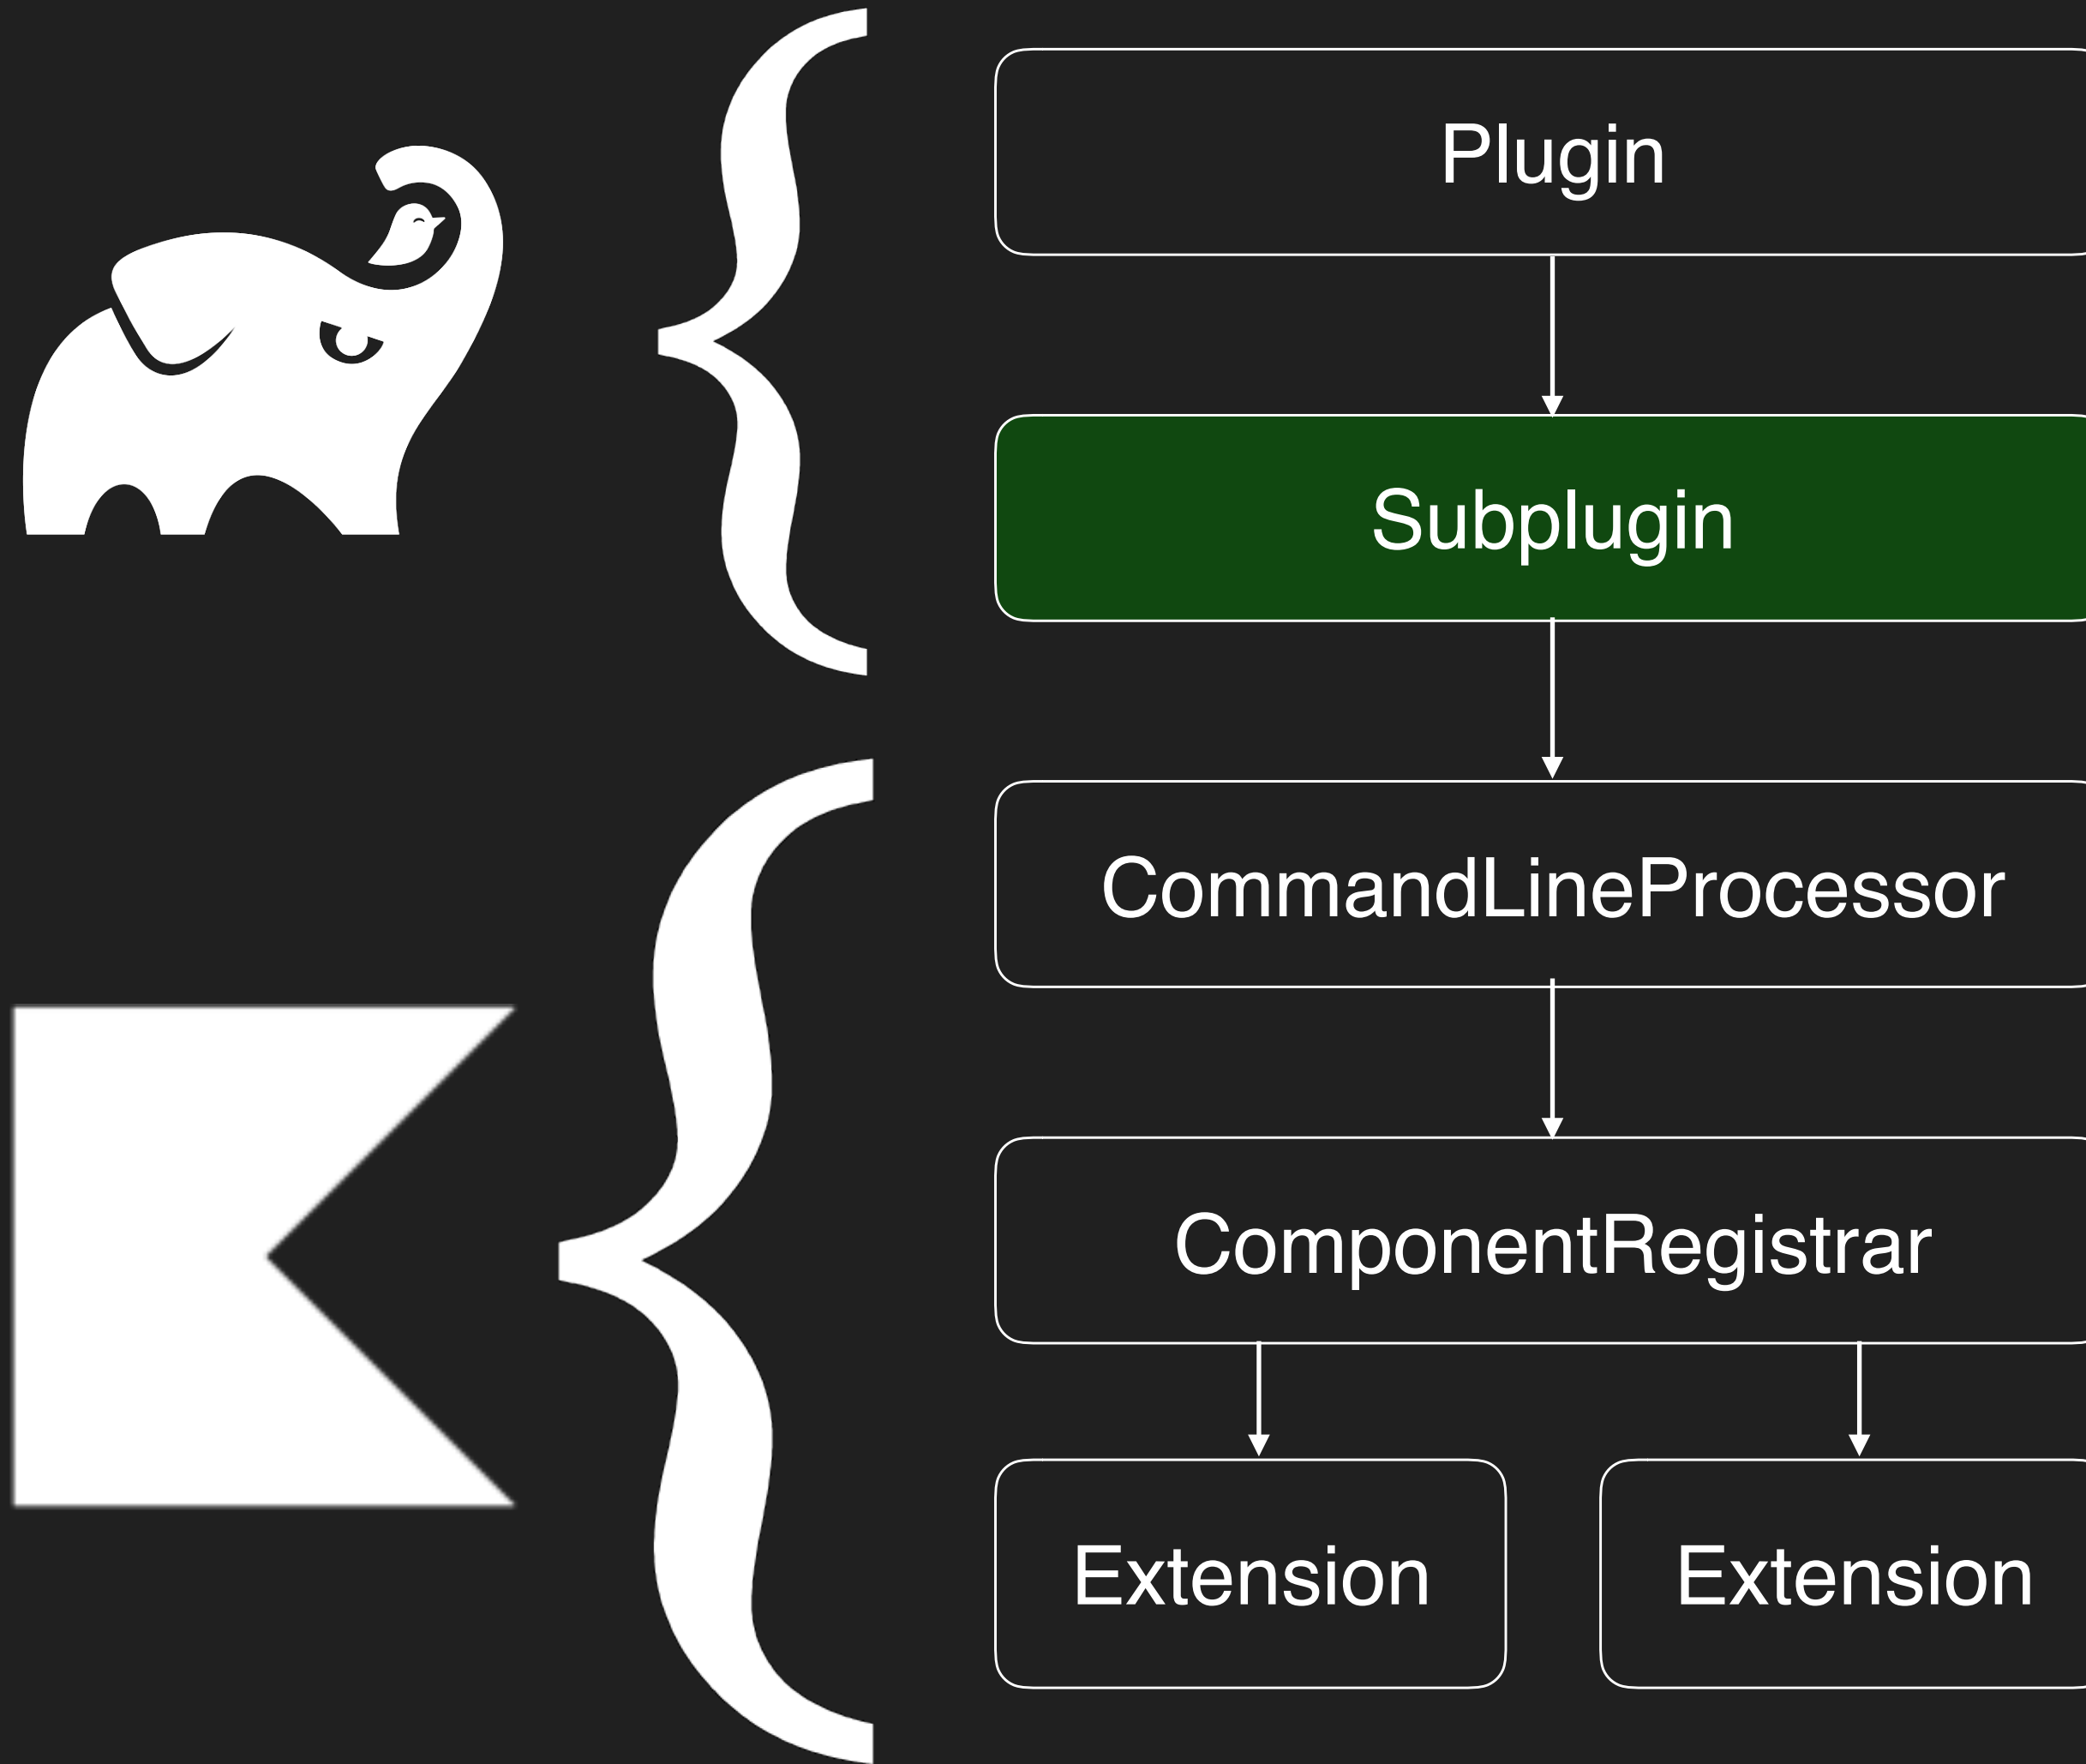 Plugin
Subplugin
CommandLineProcessor
ComponentRegistrar
Extension
Extension